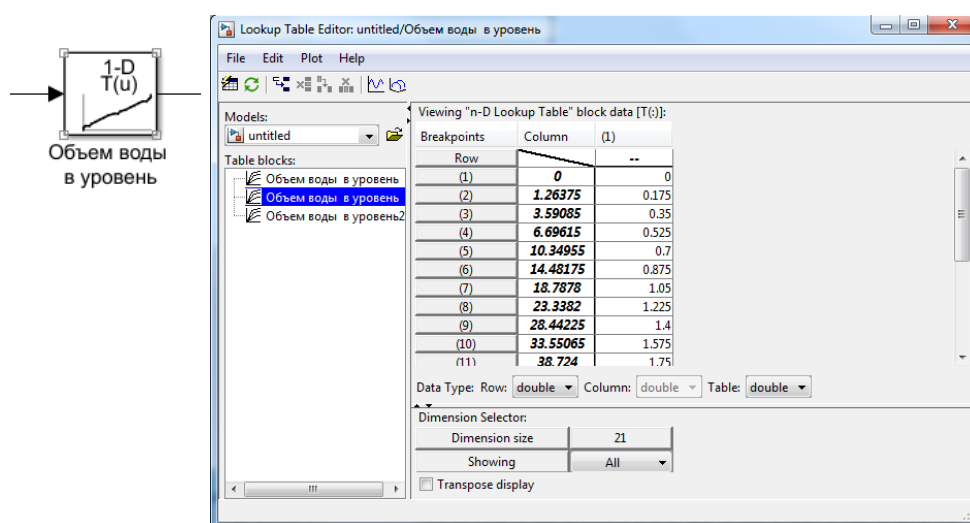 1-D
T(u)
Объем воды
в уровень
Lookup Table Editor: untitled/Объем воды в уровень
File Edit Plot Help
Models:
untitled
Table blocks:
Объем воды в уровень
Объем воды в уровень
Объем воды в уровень2
Viewing "n-D Lookup Table" block data [T(:)]:
Breakpoints Column (1)
Row --
(1) 0 0
(2) 1.26375 0.175
(3) 3.59085 0.35
(4) 6.69615 0.525
(5) 10.34955 0.7
(6) 14.48175 0.875
(7) 18.7878 1.05
(8) 23.3382 1.225
(9) 28.44225 1.4
(10) 33.55065 1.575
(11) 38.724 1.75
Data Type: Row: double Column: double Table: double
Dimension Selector:
Dimension size 21
Showing All
Transpose display